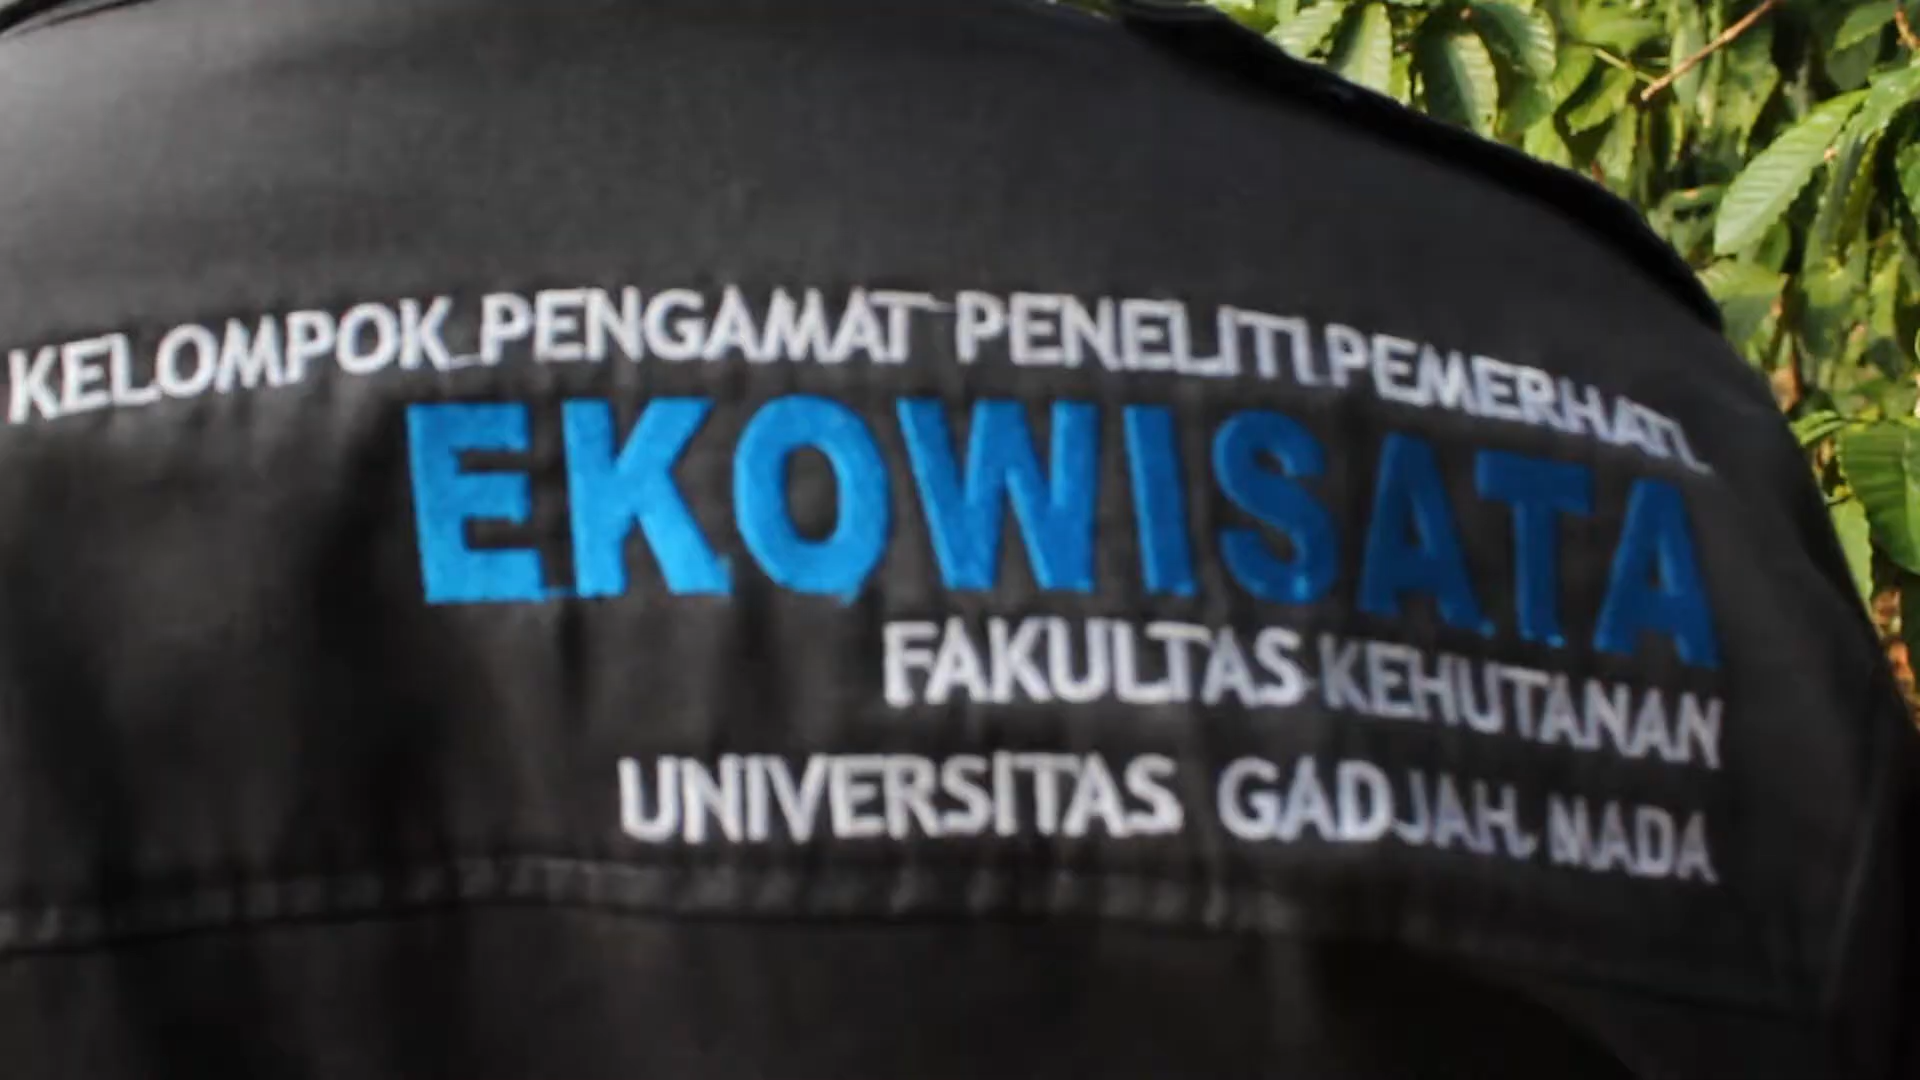 KELOMPOK PENGAMAT PENELITI PEMERHATI
EKOWISATA
FAKULTAS KEHUTANAN
UNIVERSITAS GADJAH MADA